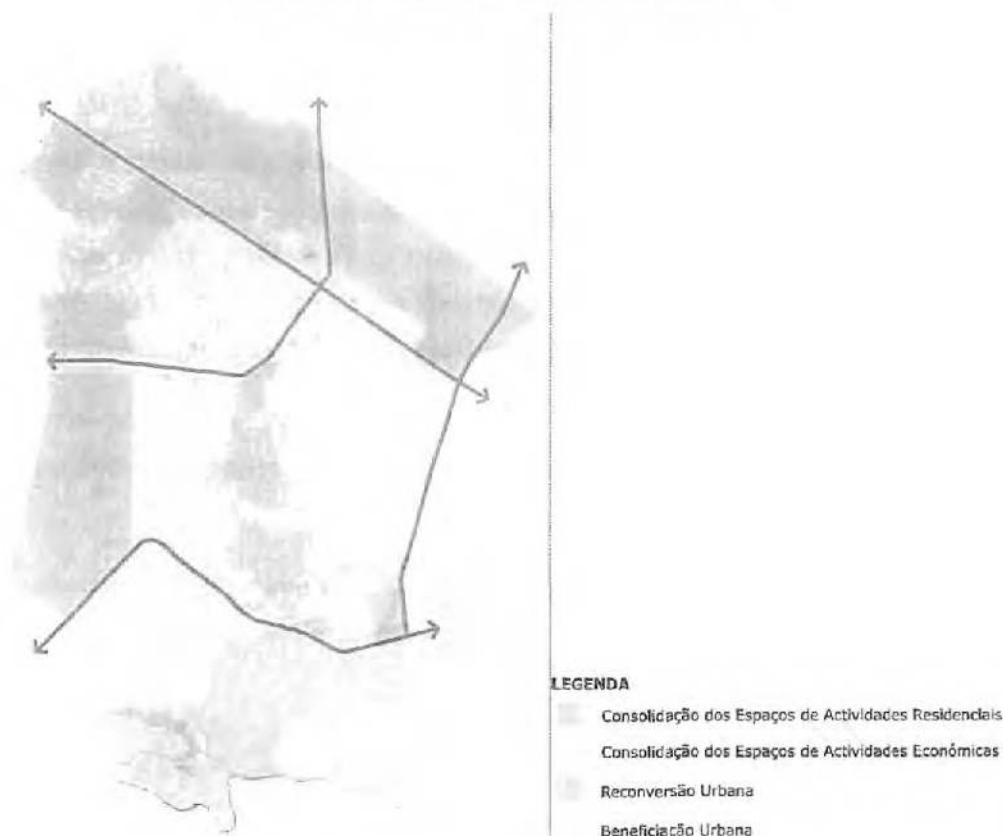 LEGENDA
Consolidação dos Espaços de Actividades Residenciais
Consolidação dos Espaços de Actividades Económicas
Reconversão Urbana
Beneficiação Urbana